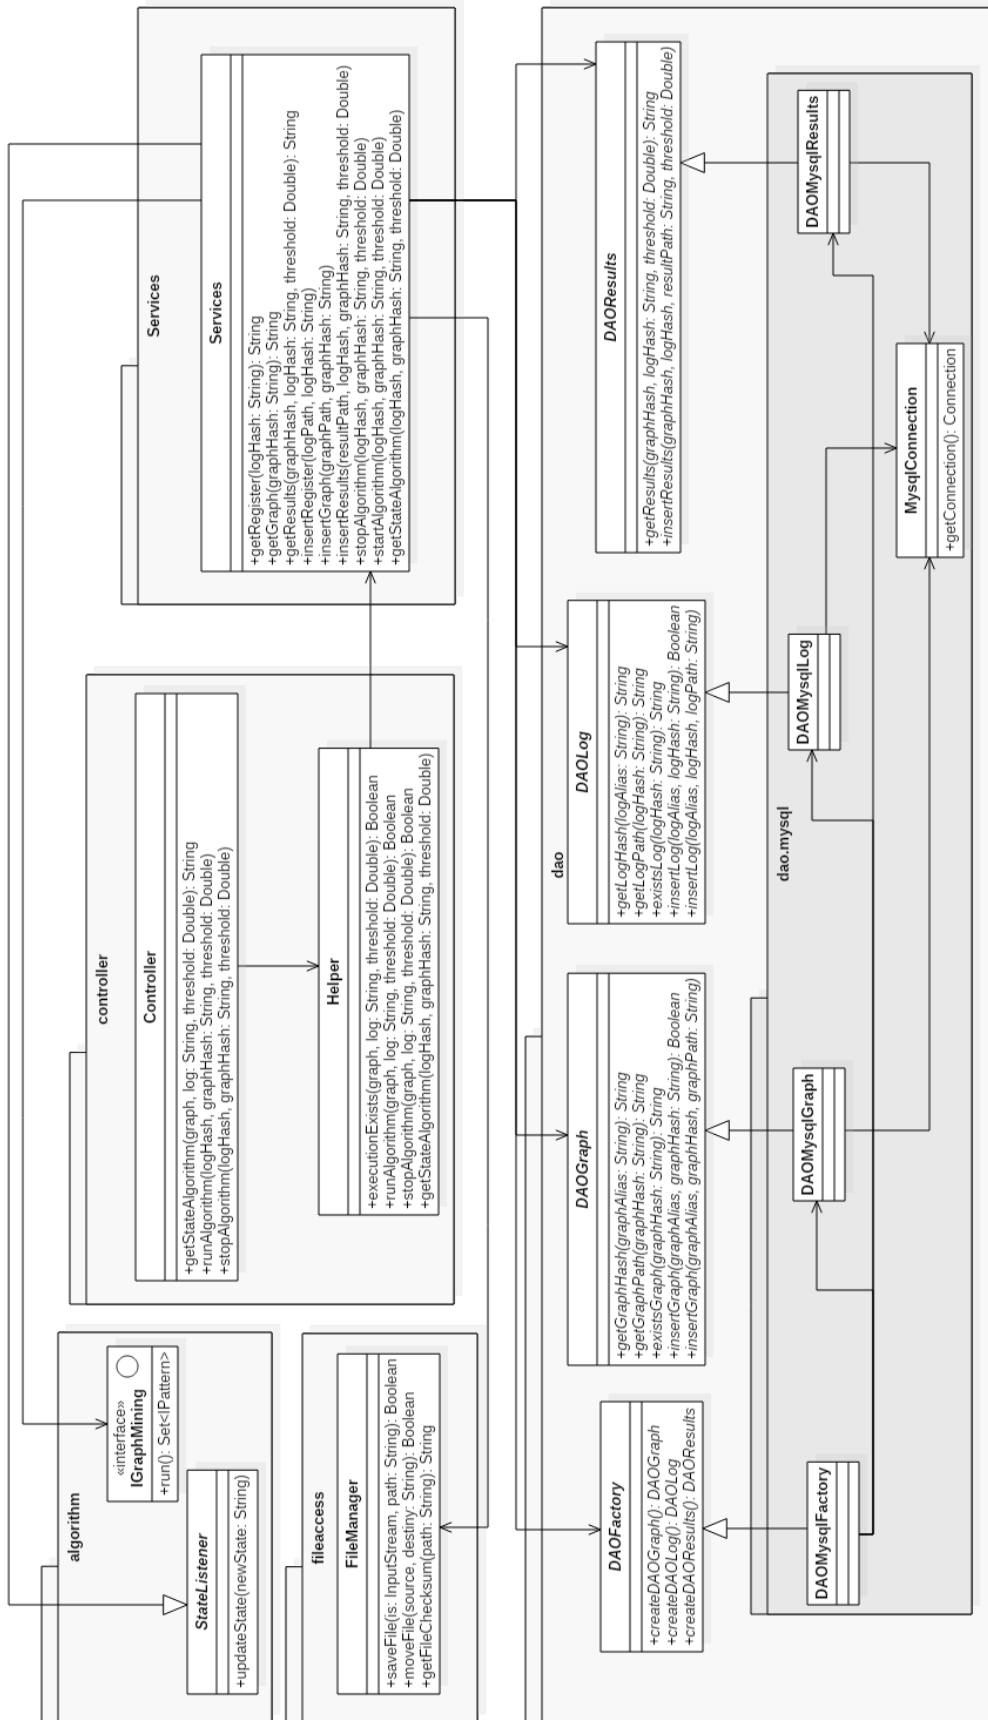 algorithm
«interface»
IGraphMining
+run(): Set<IPattern>
StateListener
+updateState(newState: String)
controller
Controller
+getStateAlgorithm(graph, log: String, threshold: Double): String
+runAlgorithm(logHash, graphHash: String, threshold: Double)
+stopAlgorithm(logHash, graphHash: String, threshold: Double)
Helper
+executionExists(graph, log: String, threshold: Double): Boolean
+runAlgorithm(graph, log: String, threshold: Double): Boolean
+stopAlgorithm(graph, log: String, threshold: Double): Boolean
+getStateAlgorithm(logHash, graphHash: String, threshold: Double)
Services
Services
+getRegister(logHash: String): String
+getGraph(graphHash: String): String
+getResults(graphHash, logHash: String, threshold: Double): String
+insertRegister(logPath, logHash: String)
+insertGraph(graphPath, graphHash: String)
+insertResults(resultPath, logHash, graphHash: String, threshold: Double)
+stopAlgorithm(logHash, graphHash: String, threshold: Double)
+startAlgorithm(logHash, graphHash: String, threshold: Double)
+getStateAlgorithm(logHash, graphHash: String, threshold: Double)
fileaccess
FileManager
+saveFile(is: InputStream, path: String): Boolean
+moveFile(source, destiny: String): Boolean
+getFileChecksum(path: String): String
dao
DAOFactory
+createDAOGraph(): DAOGraph
+createDAOLog(): DAOLog
+createDAOResults(): DAOResults
DAOGraph
+getGraphHash(graphAlias: String): String
+getGraphPath(graphHash: String): String
+existsGraph(graphHash: String): String
+insertGraph(graphAlias, graphHash: String): Boolean
+insertGraph(graphAlias, graphHash, graphPath: String)
DAOLog
+getLogHash(logAlias: String): String
+getLogPath(logHash: String): String
+existsLog(logHash: String): String
+insertLog(logAlias, logHash: String): Boolean
+insertLog(logAlias, logHash, logPath: String)
DAOResults
+getResults(graphHash, logHash: String, threshold: Double): String
+insertResults(graphHash, logHash, resultPath: String, threshold: Double)
dao.mysql
DAOMysqlFactory
DAOMysqlGraph
DAOMysqlLog
DAOMysqlResults
MysqlConnection
+getConnection(): Connection